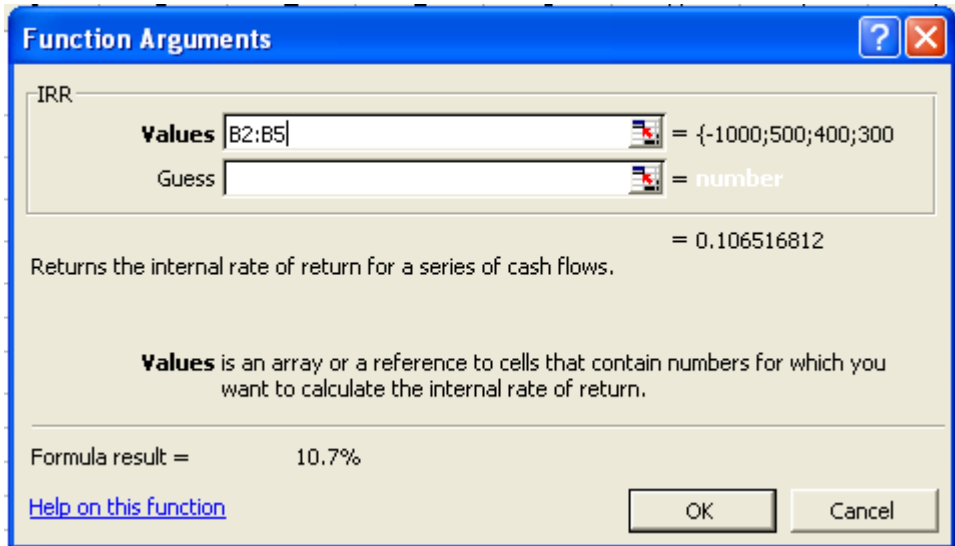 Function Arguments
IRR
Values B2:B5 = {-1000;500;400;300
Guess = number
= 0.106516812
Returns the internal rate of return for a series of cash flows.
Values is an array or a reference to cells that contain numbers for which you
want to calculate the internal rate of return.
Formula result = 10.7%
Help on this function
OK Cancel